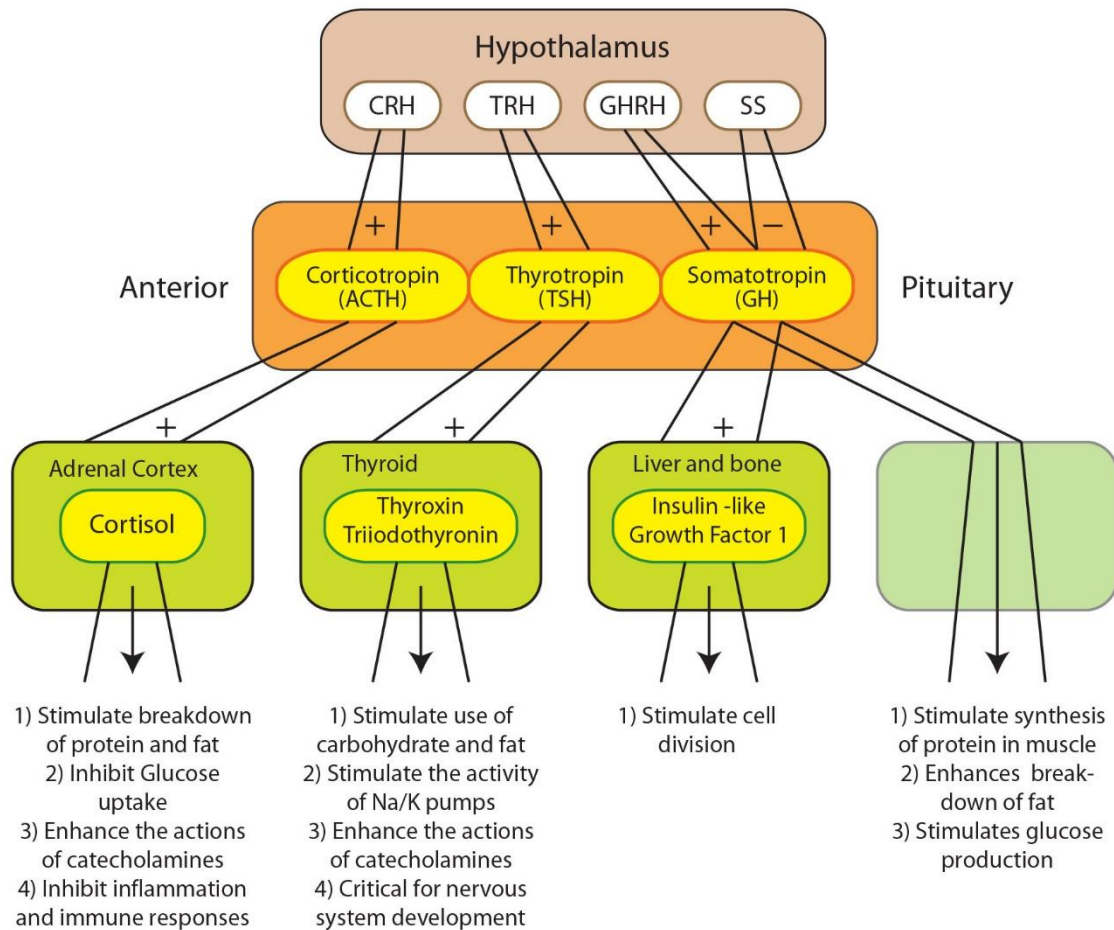 Hypothalamus
CRH
TRH
GHRH
SS
+
+
+
−
Anterior
Corticotropin
(ACTH)
Thyrotropin
(TSH)
Somatotropin
(GH)
Pituitary
+
+
+
Adrenal Cortex
Cortisol
Thyroid
Thyroxin
Triiodothyronin
Liver and bone
Insulin -like
Growth Factor 1
1) Stimulate breakdown
of protein and fat
2) Inhibit Glucose
uptake
3) Enhance the actions
of catecholamines
4) Inhibit inflammation
and immune responses
1) Stimulate use of
carbohydrate and fat
2) Stimulate the activity
of Na/K pumps
3) Enhance the actions
of catecholamines
4) Critical for nervous
system development
1) Stimulate cell
division
1) Stimulate synthesis
of protein in muscle
2) Enhances break-
down of fat
3) Stimulates glucose
production